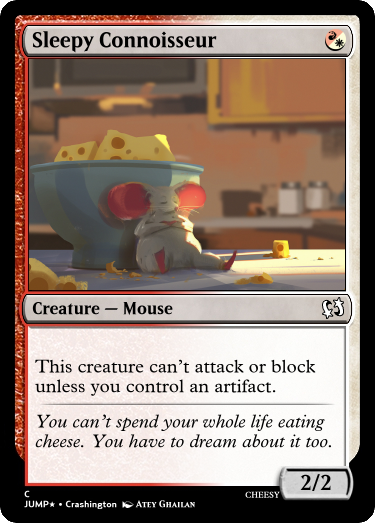 Sleepy Connoisseur
Creature — Mouse
This creature can't attack or block
unless you control an artifact.
You can't spend your whole life eating
cheese. You have to dream about it too.
2/2
C
JUMP★ • Crashington ATEY GHAILAN
CHEESY